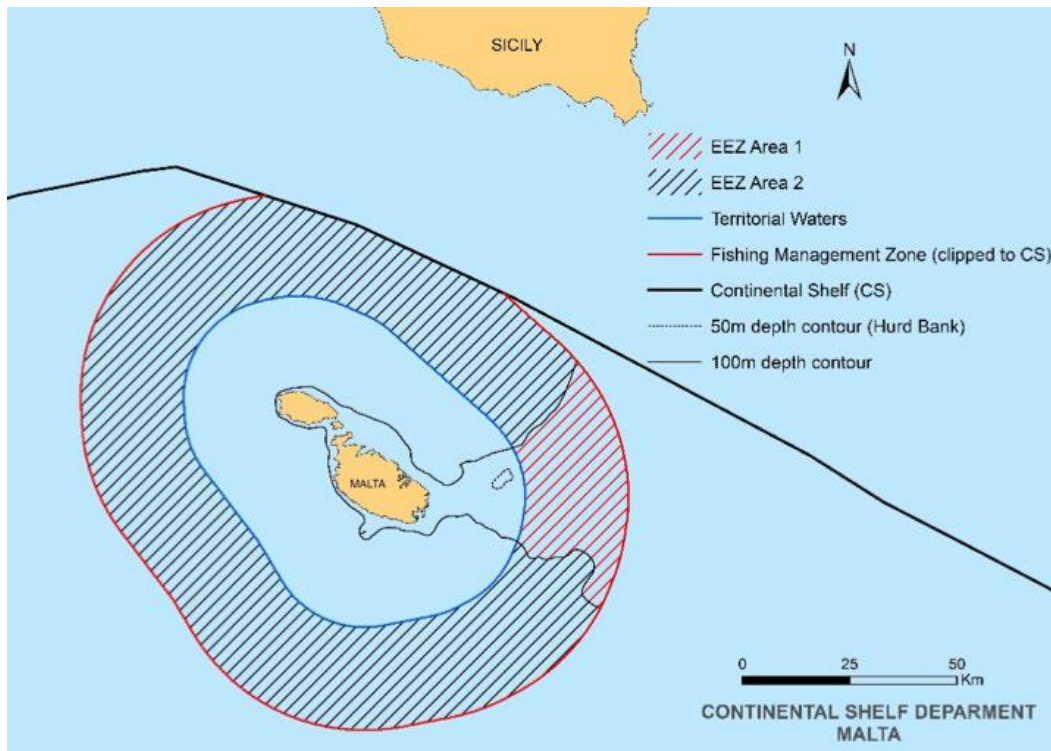 SICILY
N
EEZ Area 1
EEZ Area 2
Territorial Waters
Fishing Management Zone (clipped to CS)
Continental Shelf (CS)
50m depth contour (Hurd Bank)
100m depth contour
MALTA
0 25 50
Km
CONTINENTAL SHELF DEPARMENT
MALTA